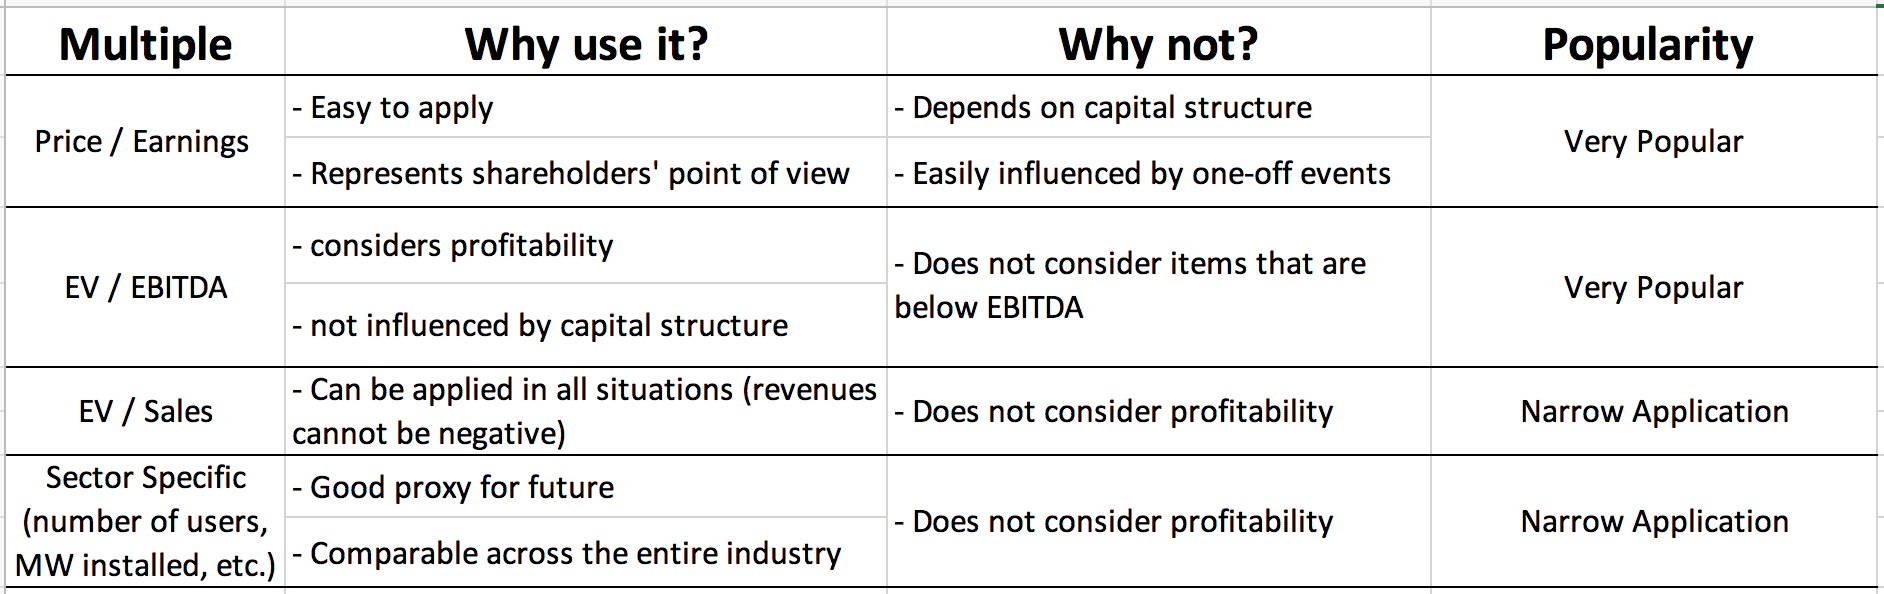 Multiple
Why use it?
Why not?
Popularity
Price / Earnings
- Easy to apply
- Represents shareholders' point of view
- Depends on capital structure
- Easily influenced by one-off events
Very Popular
EV / EBITDA
- considers profitability
- not influenced by capital structure
- Does not consider items that are
below EBITDA
Very Popular
EV / Sales
- Can be applied in all situations (revenues
cannot be negative)
- Does not consider profitability
Narrow Application
Sector Specific
(number of users,
MW installed, etc.)
- Good proxy for future
- Comparable across the entire industry
- Does not consider profitability
Narrow Application